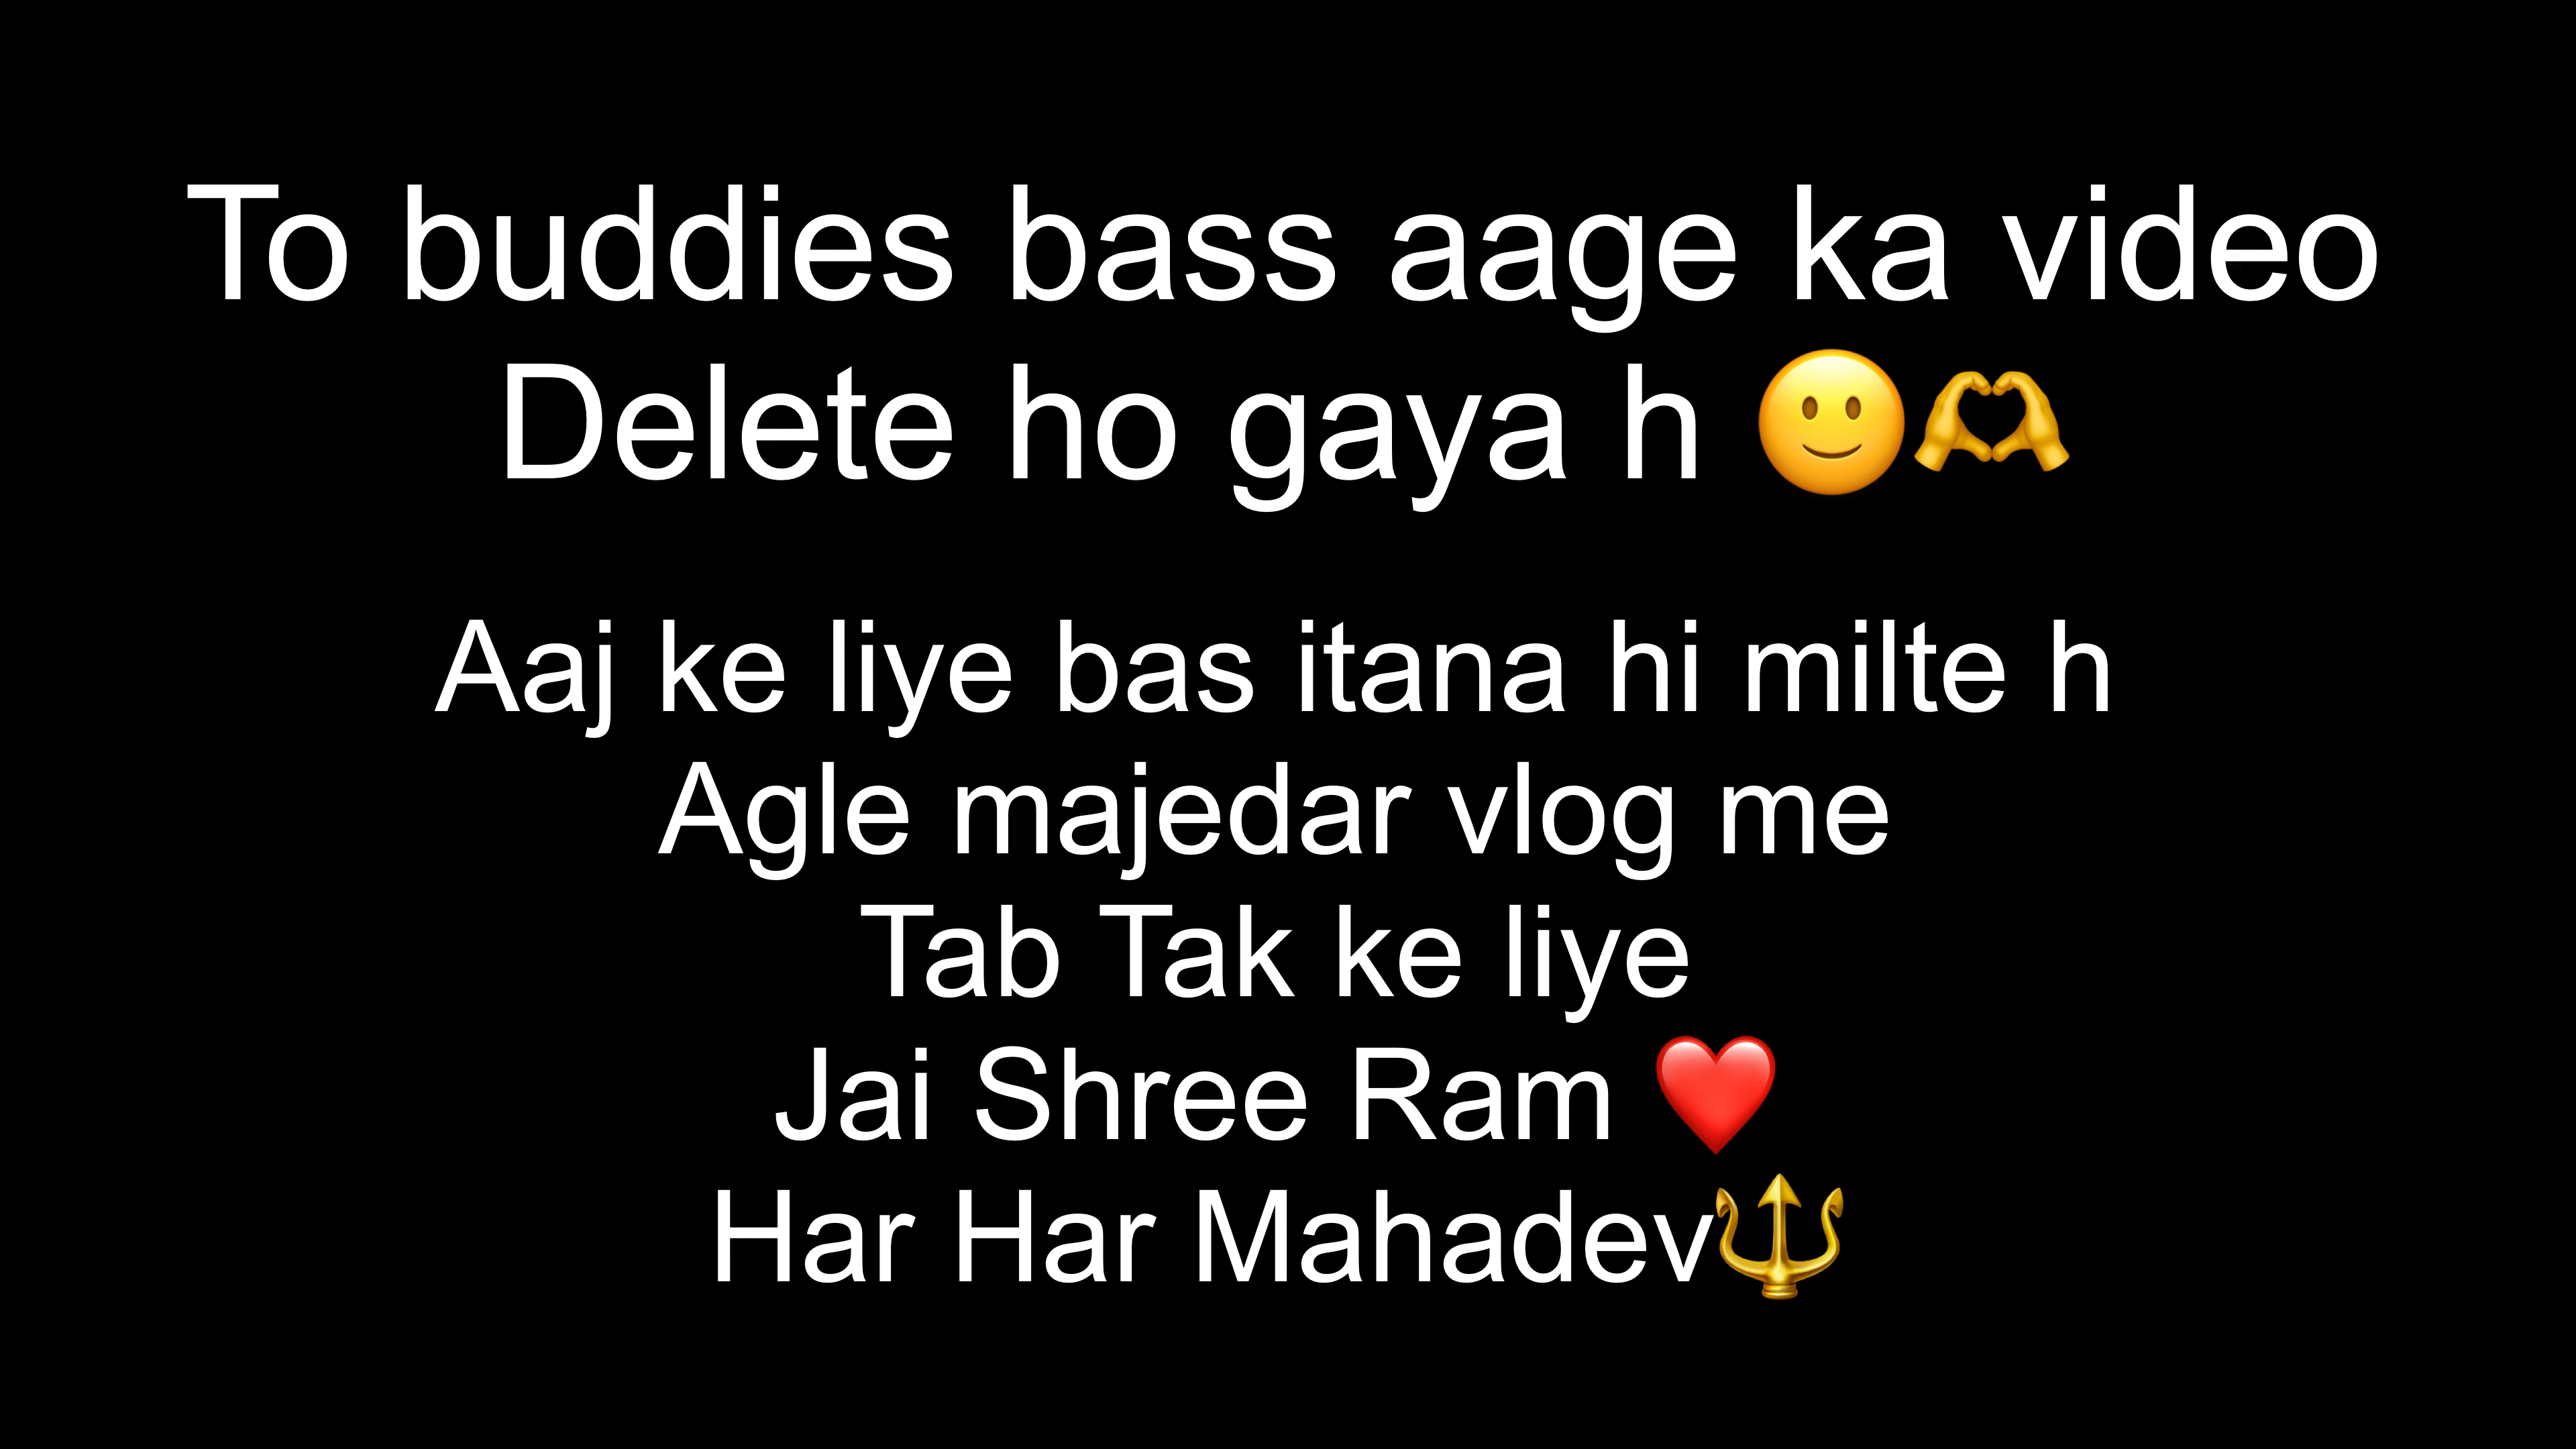 To buddies bass aage ka video
Delete ho gaya h 🙂🫶
Aaj ke liye bas itana hi milte h
Agle majedar vlog me
Tab Tak ke liye
Jai Shree Ram ❤️
Har Har Mahadev🔱